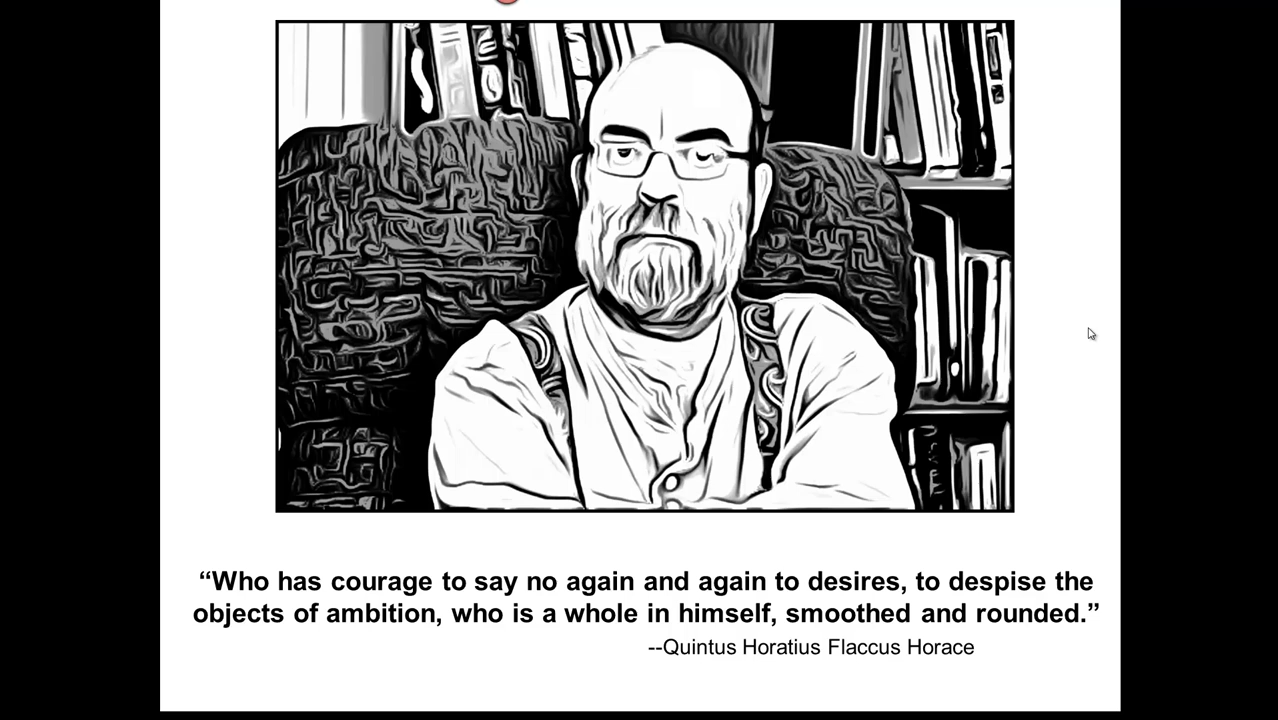 “Who has courage to say no again and again to desires, to despise the
objects of ambition, who is a whole in himself, smoothed and rounded.”
--Quintus Horatius Flaccus Horace